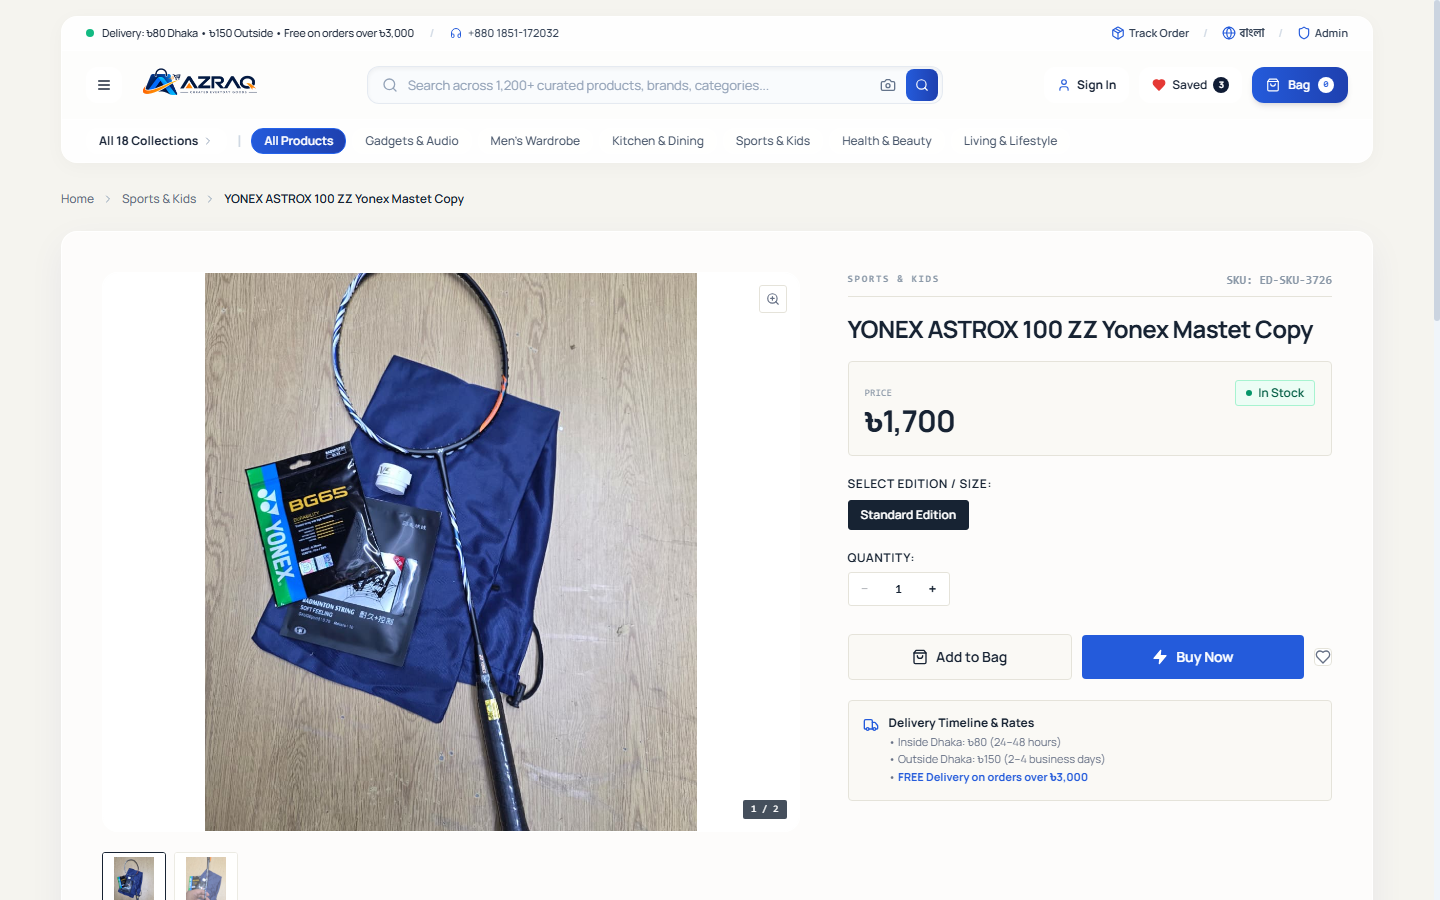 Delivery: ৳80 Dhaka • ৳150 Outside • Free on orders over ৳3,000 / +880 1851-172032
Track Order / বাংলা / Admin
AZRAQ
Search across 1,200+ curated products, brands, categories...
Sign In
Saved 3
Bag 0
All 18 Collections
All Products
Gadgets & Audio
Men's Wardrobe
Kitchen & Dining
Sports & Kids
Health & Beauty
Living & Lifestyle
Home > Sports & Kids > YONEX ASTROX 100 ZZ Yonex Mastet Copy
YONEX
BG65
DURABILITY
BADMINTON STRING
SOFT FEELING
1 / 2
SPORTS & KIDS
SKU: ED-SKU-3726
YONEX ASTROX 100 ZZ Yonex Mastet Copy
PRICE
৳1,700
In Stock
SELECT EDITION / SIZE:
Standard Edition
QUANTITY:
− 1 +
Add to Bag
Buy Now
Delivery Timeline & Rates
• Inside Dhaka: ৳80 (24–48 hours)
• Outside Dhaka: ৳150 (2–4 business days)
• FREE Delivery on orders over ৳3,000